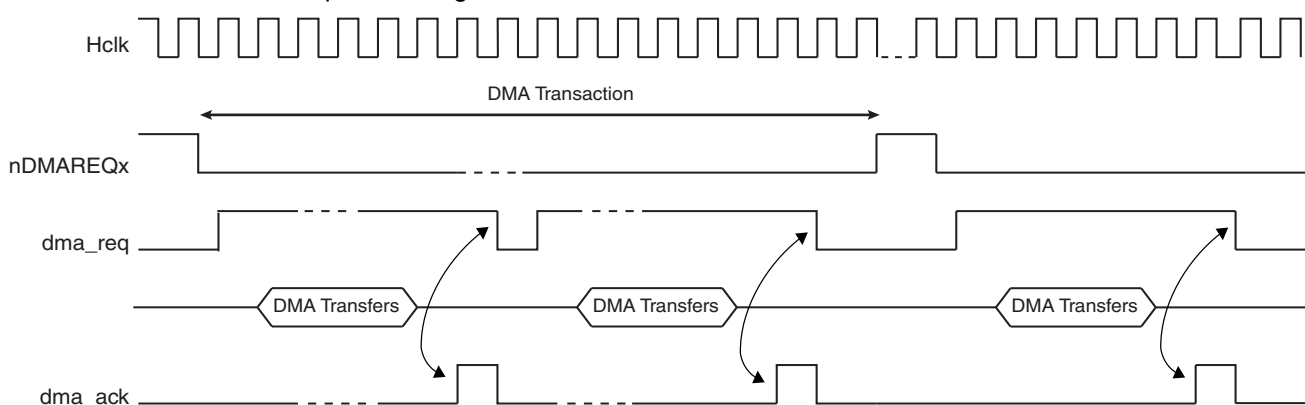 Hclk
DMA Transaction
nDMAREQx
dma_req
DMA Transfers DMA Transfers DMA Transfers
dma_ack